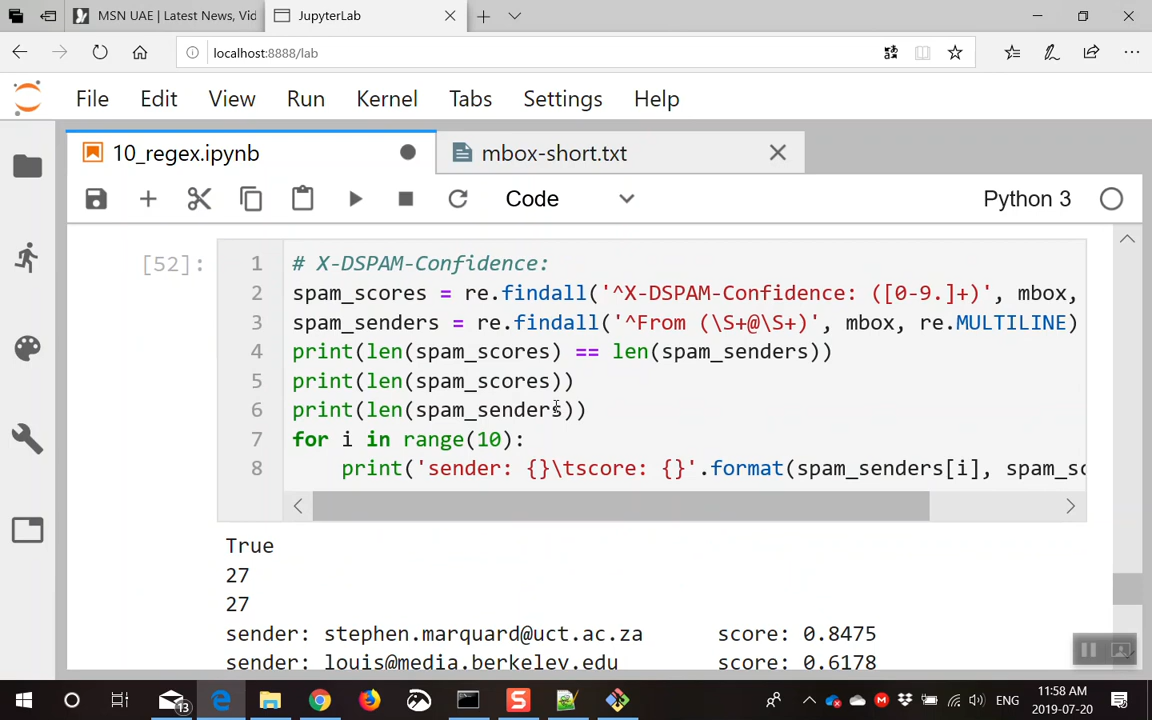 MSN UAE | Latest News, Vid
JupyterLab
localhost:8888/lab
File Edit View Run Kernel Tabs Settings Help
10_regex.ipynb
mbox-short.txt
Code
Python 3
[52]:
1 # X-DSPAM-Confidence:
2 spam_scores = re.findall('^X-DSPAM-Confidence: ([0-9.]+)', mbox,
3 spam_senders = re.findall('^From (\S+@\S+)', mbox, re.MULTILINE)
4 print(len(spam_scores) == len(spam_senders))
5 print(len(spam_scores))
6 print(len(spam_senders))
7 for i in range(10):
8 print('sender: {}\tscore: {}'.format(spam_senders[i], spam_sc
True
27
27
sender: stephen.marquard@uct.ac.za score: 0.8475
sender: louis@media.berkeley.edu score: 0.6178
13
ENG
11:58 AM
2019-07-20